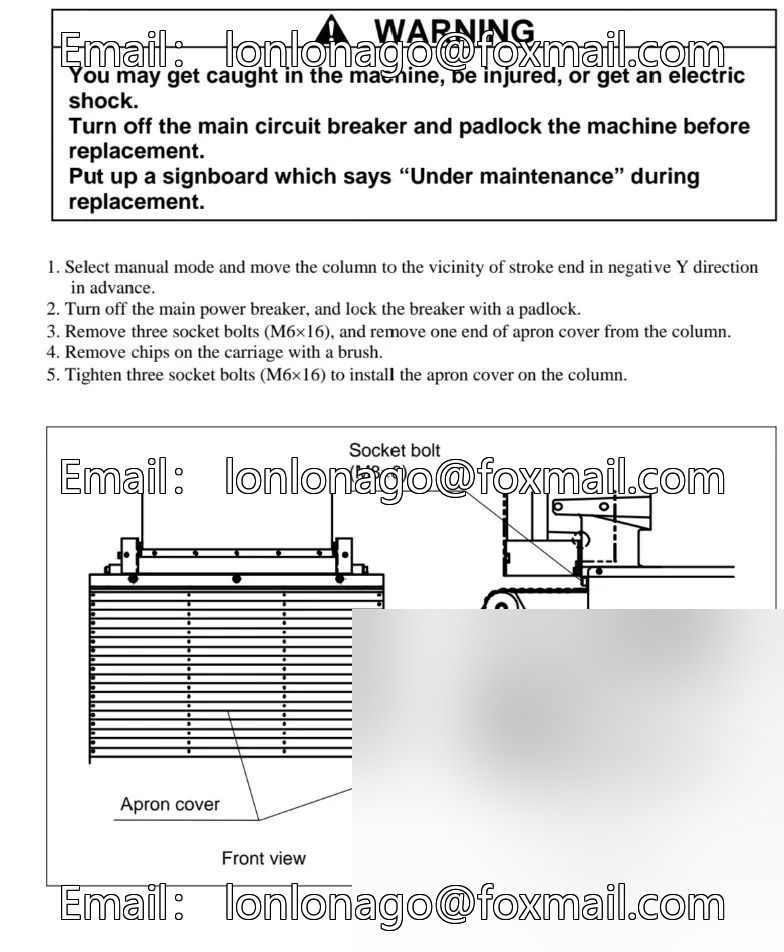 WARNING
Email： lonlonago@foxmail.com
You may get caught in the machine, be injured, or get an electric
shock.
Turn off the main circuit breaker and padlock the machine before
replacement.
Put up a signboard which says “Under maintenance” during
replacement.
1. Select manual mode and move the column to the vicinity of stroke end in negative Y direction
in advance.
2. Turn off the main power breaker, and lock the breaker with a padlock.
3. Remove three socket bolts (M6×16), and remove one end of apron cover from the column.
4. Remove chips on the carriage with a brush.
5. Tighten three socket bolts (M6×16) to install the apron cover on the column.
Socket bolt
Email： lonlonago@foxmail.com
Apron cover
Front view
Email： lonlonago@foxmail.com